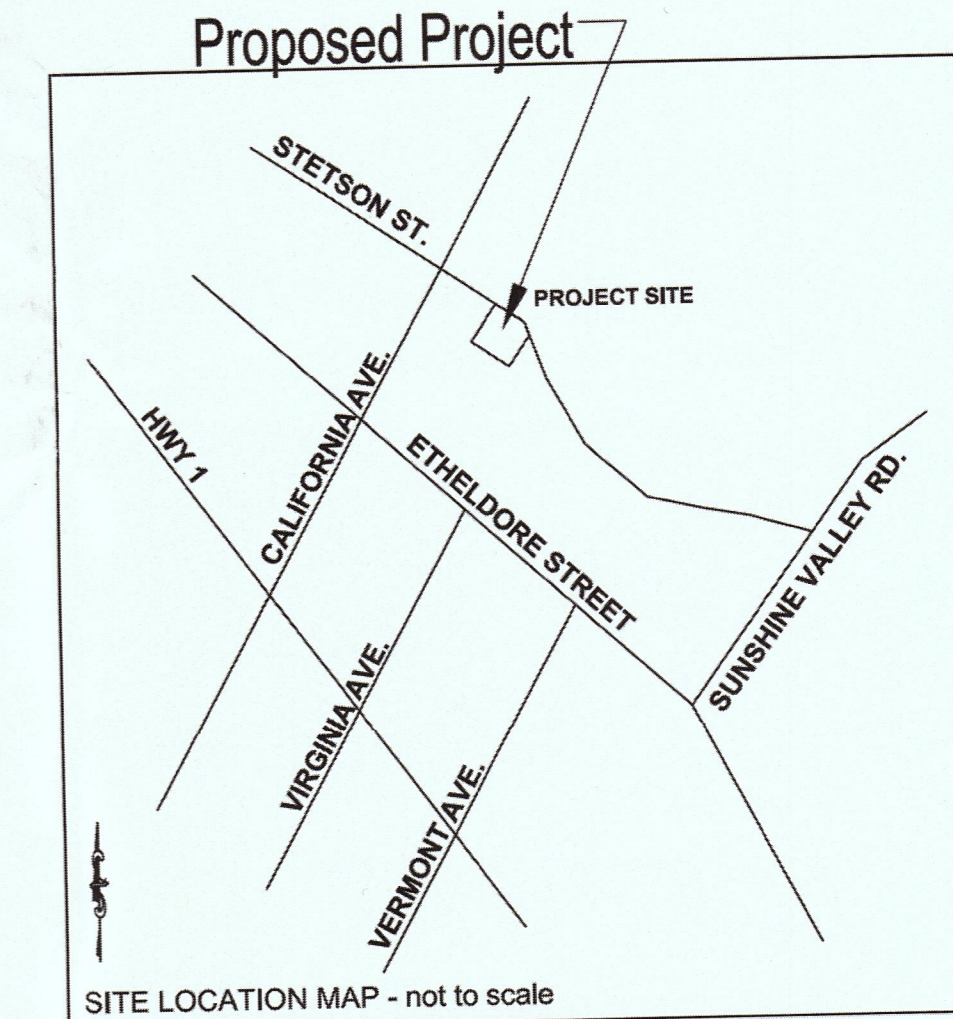 Proposed Project
STETSON ST.
PROJECT SITE
CALIFORNIA AVE.
HWY 1
ETHELDORE STREET
SUNSHINE VALLEY RD.
VIRGINIA AVE.
VERMONT AVE.
SITE LOCATION MAP - not to scale